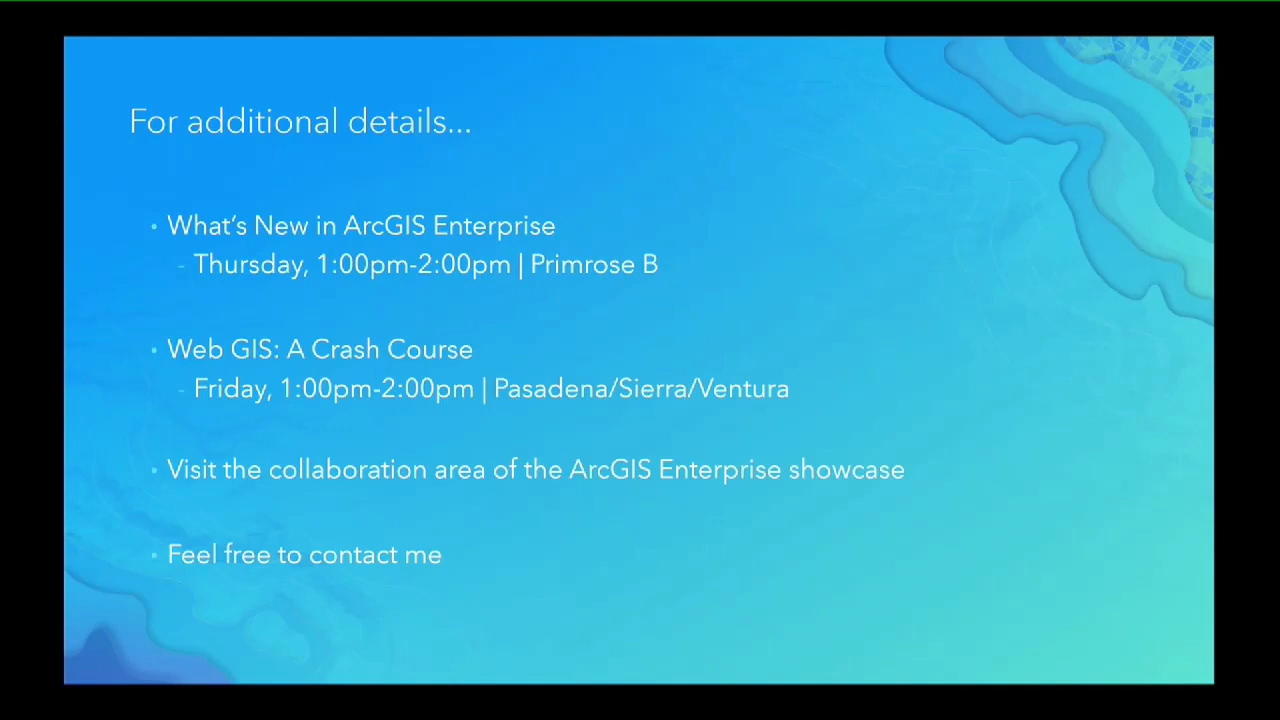 For additional details...
• What's New in ArcGIS Enterprise
- Thursday, 1:00pm-2:00pm | Primrose B
• Web GIS: A Crash Course
- Friday, 1:00pm-2:00pm | Pasadena/Sierra/Ventura
• Visit the collaboration area of the ArcGIS Enterprise showcase
• Feel free to contact me